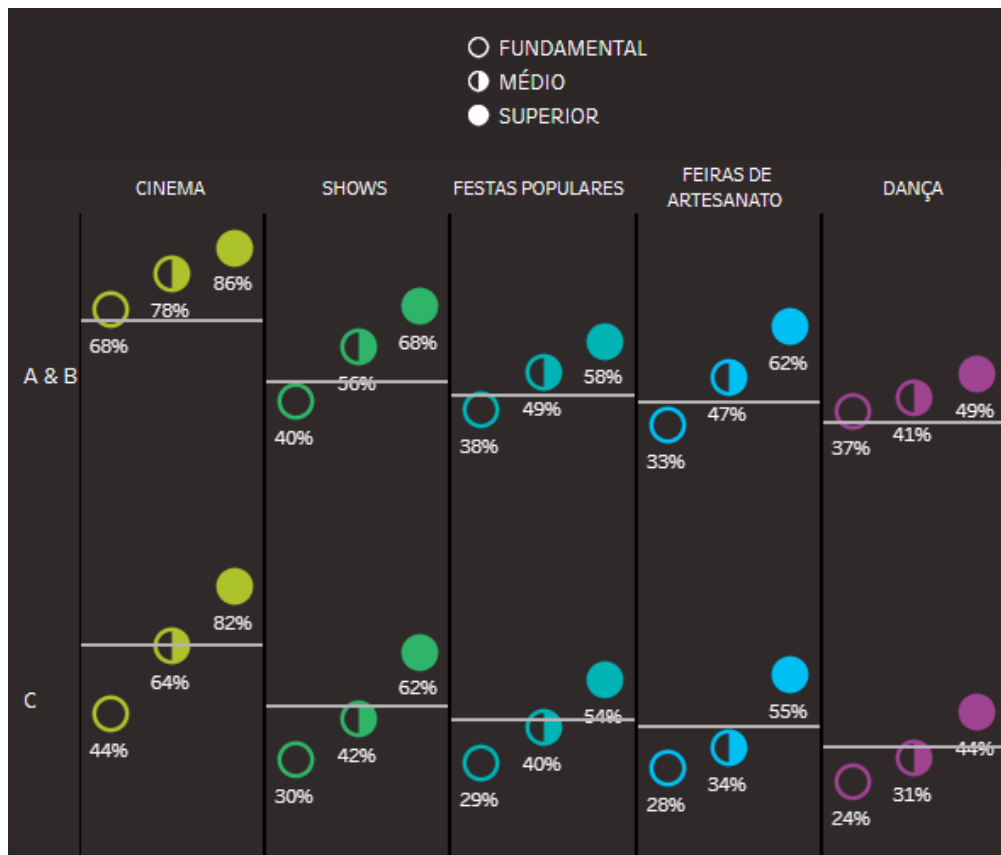 FUNDAMENTAL
MÉDIO
SUPERIOR
CINEMA
SHOWS
FESTAS POPULARES
FEIRAS DE
ARTESANATO
DANÇA
A & B
68%
78%
86%
40%
56%
68%
38%
49%
58%
33%
47%
62%
37%
41%
49%
C
44%
64%
82%
30%
42%
62%
29%
40%
54%
28%
34%
55%
24%
31%
44%